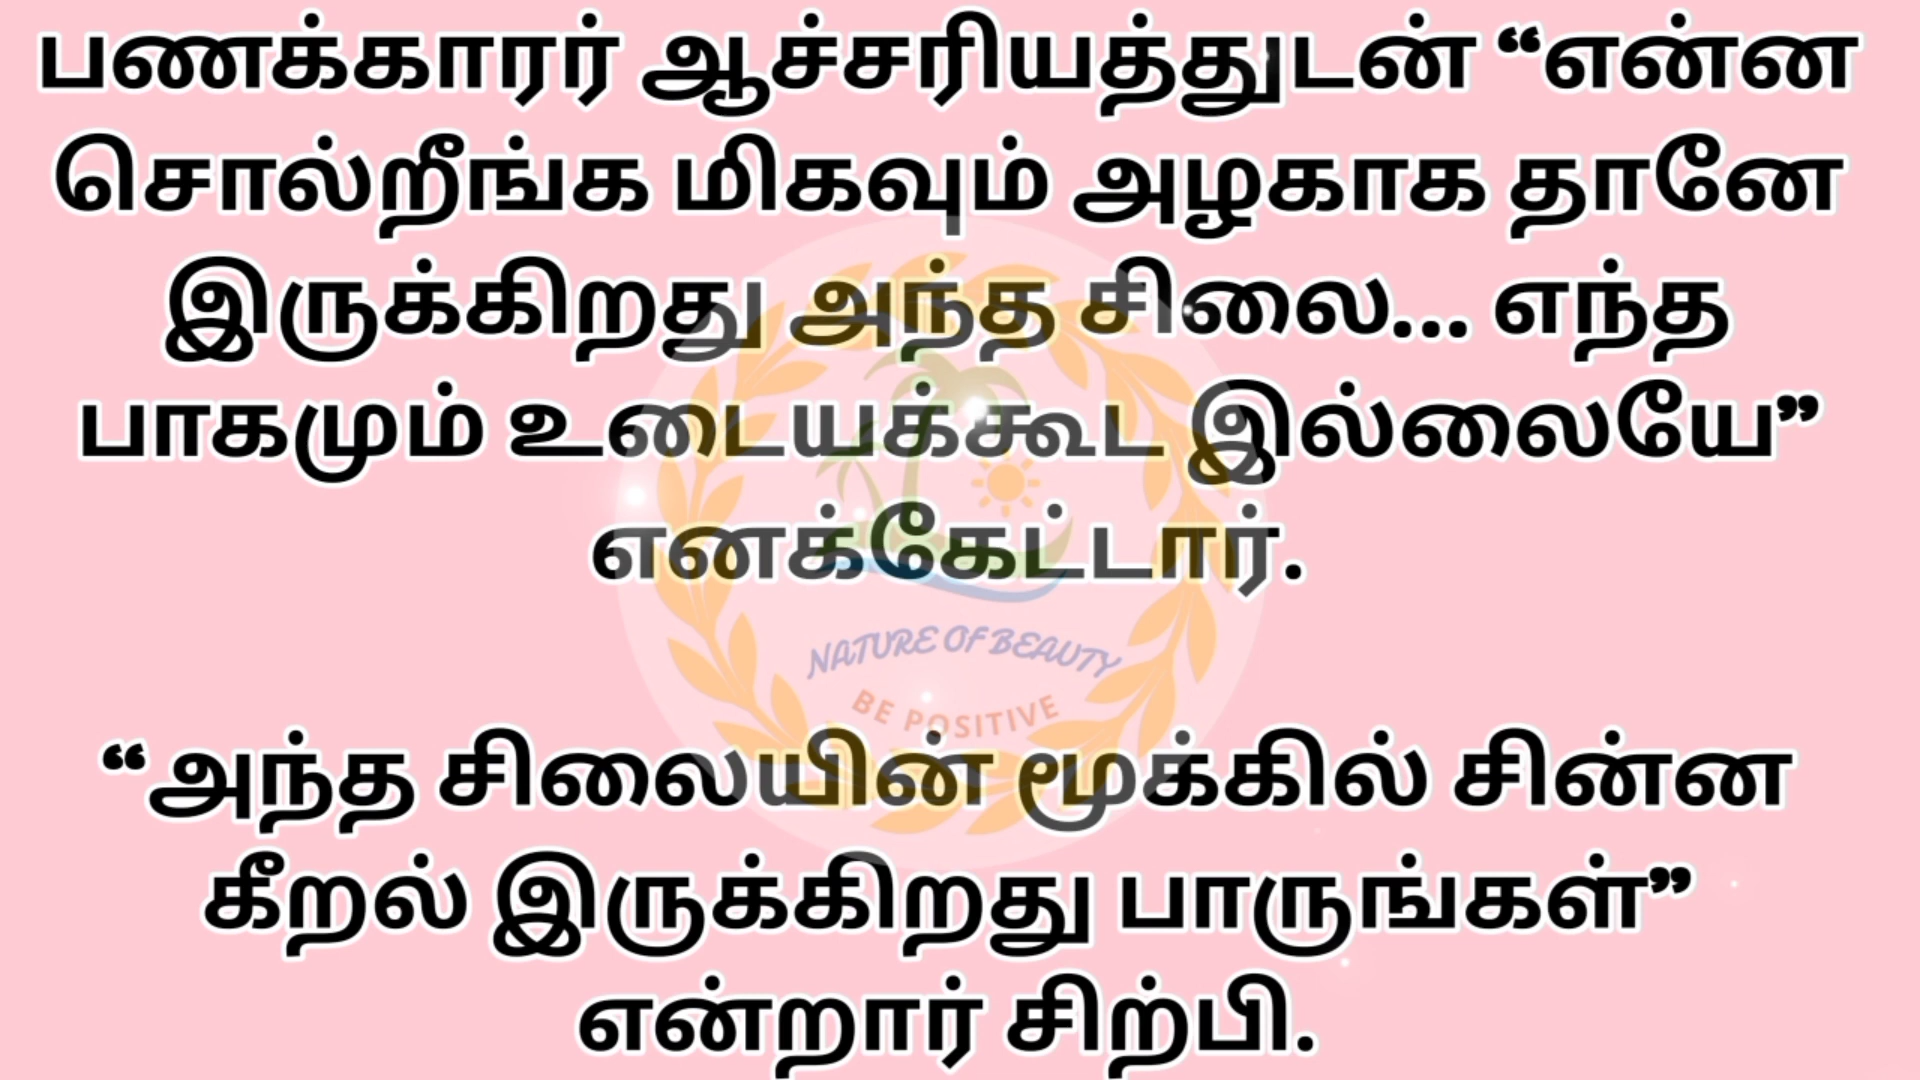 பணக்காரர் ஆச்சரியத்துடன் “என்ன
சொல்றீங்க மிகவும் அழகாக தானே
இருக்கிறது அந்த சிலை... எந்த
பாகமும் உடையக்கூட இல்லையே”
எனக்கேட்டார்.
NATURE OF BEAUTY
BE POSITIVE
“அந்த சிலையின் மூக்கில் சின்ன
கீறல் இருக்கிறது பாருங்கள்”
என்றார் சிற்பி.